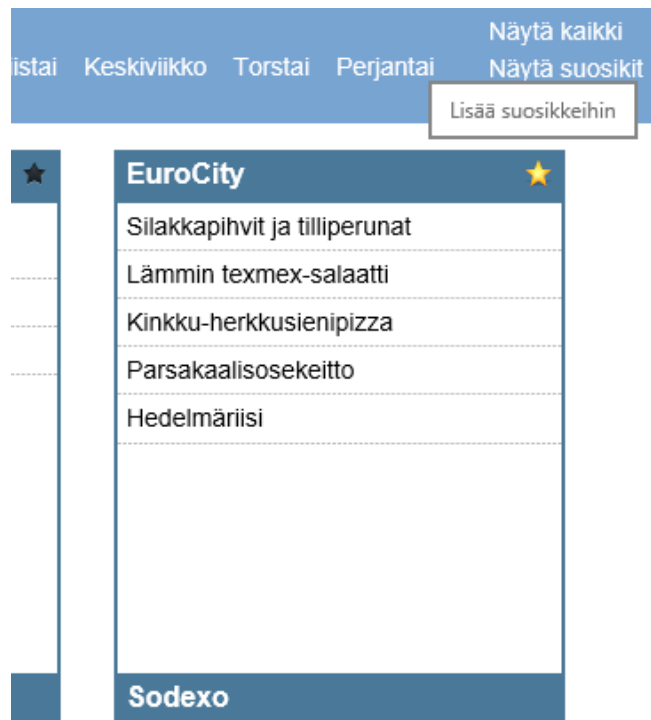 Näytä kaikki
istai Keskiviikko Torstai Perjantai Näytä suosikit
Lisää suosikkeihin
EuroCity
Silakkapihvit ja tilliperunat
Lämmin texmex-salaatti
Kinkku-herkkusienipizza
Parsakaalisosekeitto
Hedelmäriisi
Sodexo